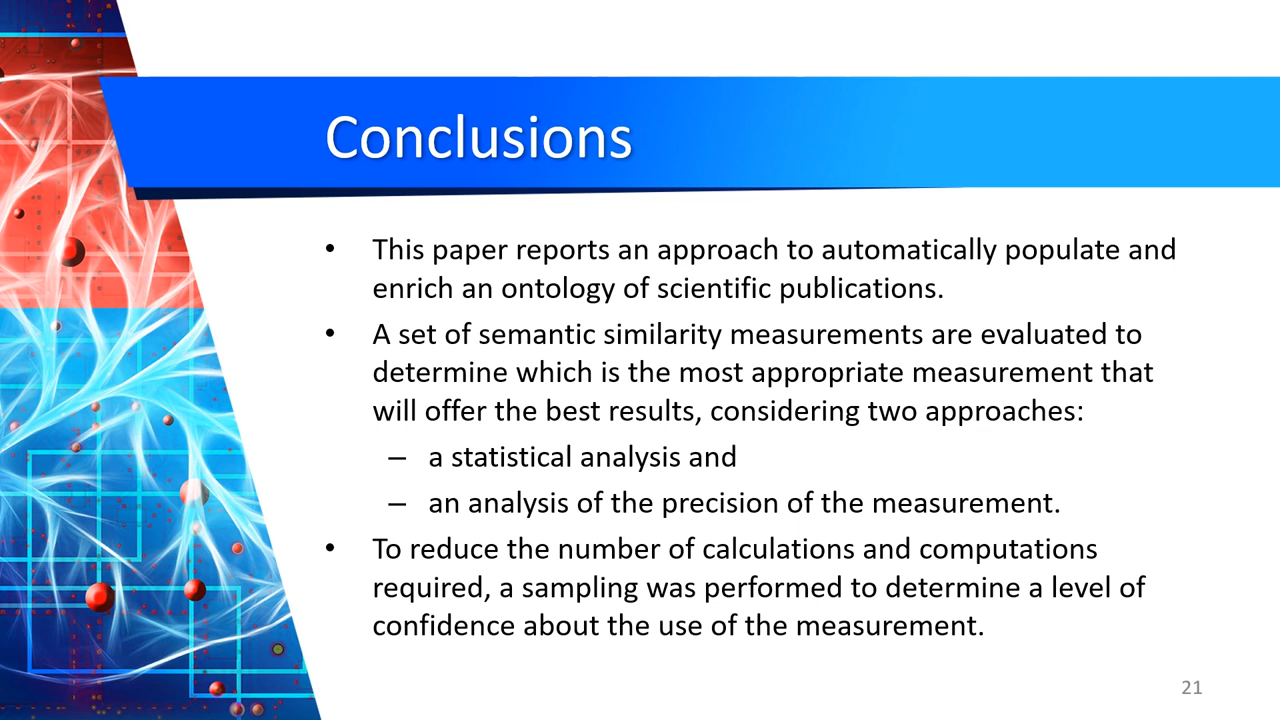 Conclusions
• This paper reports an approach to automatically populate and
enrich an ontology of scientific publications.
• A set of semantic similarity measurements are evaluated to
determine which is the most appropriate measurement that
will offer the best results, considering two approaches:
– a statistical analysis and
– an analysis of the precision of the measurement.
• To reduce the number of calculations and computations
required, a sampling was performed to determine a level of
confidence about the use of the measurement.
21